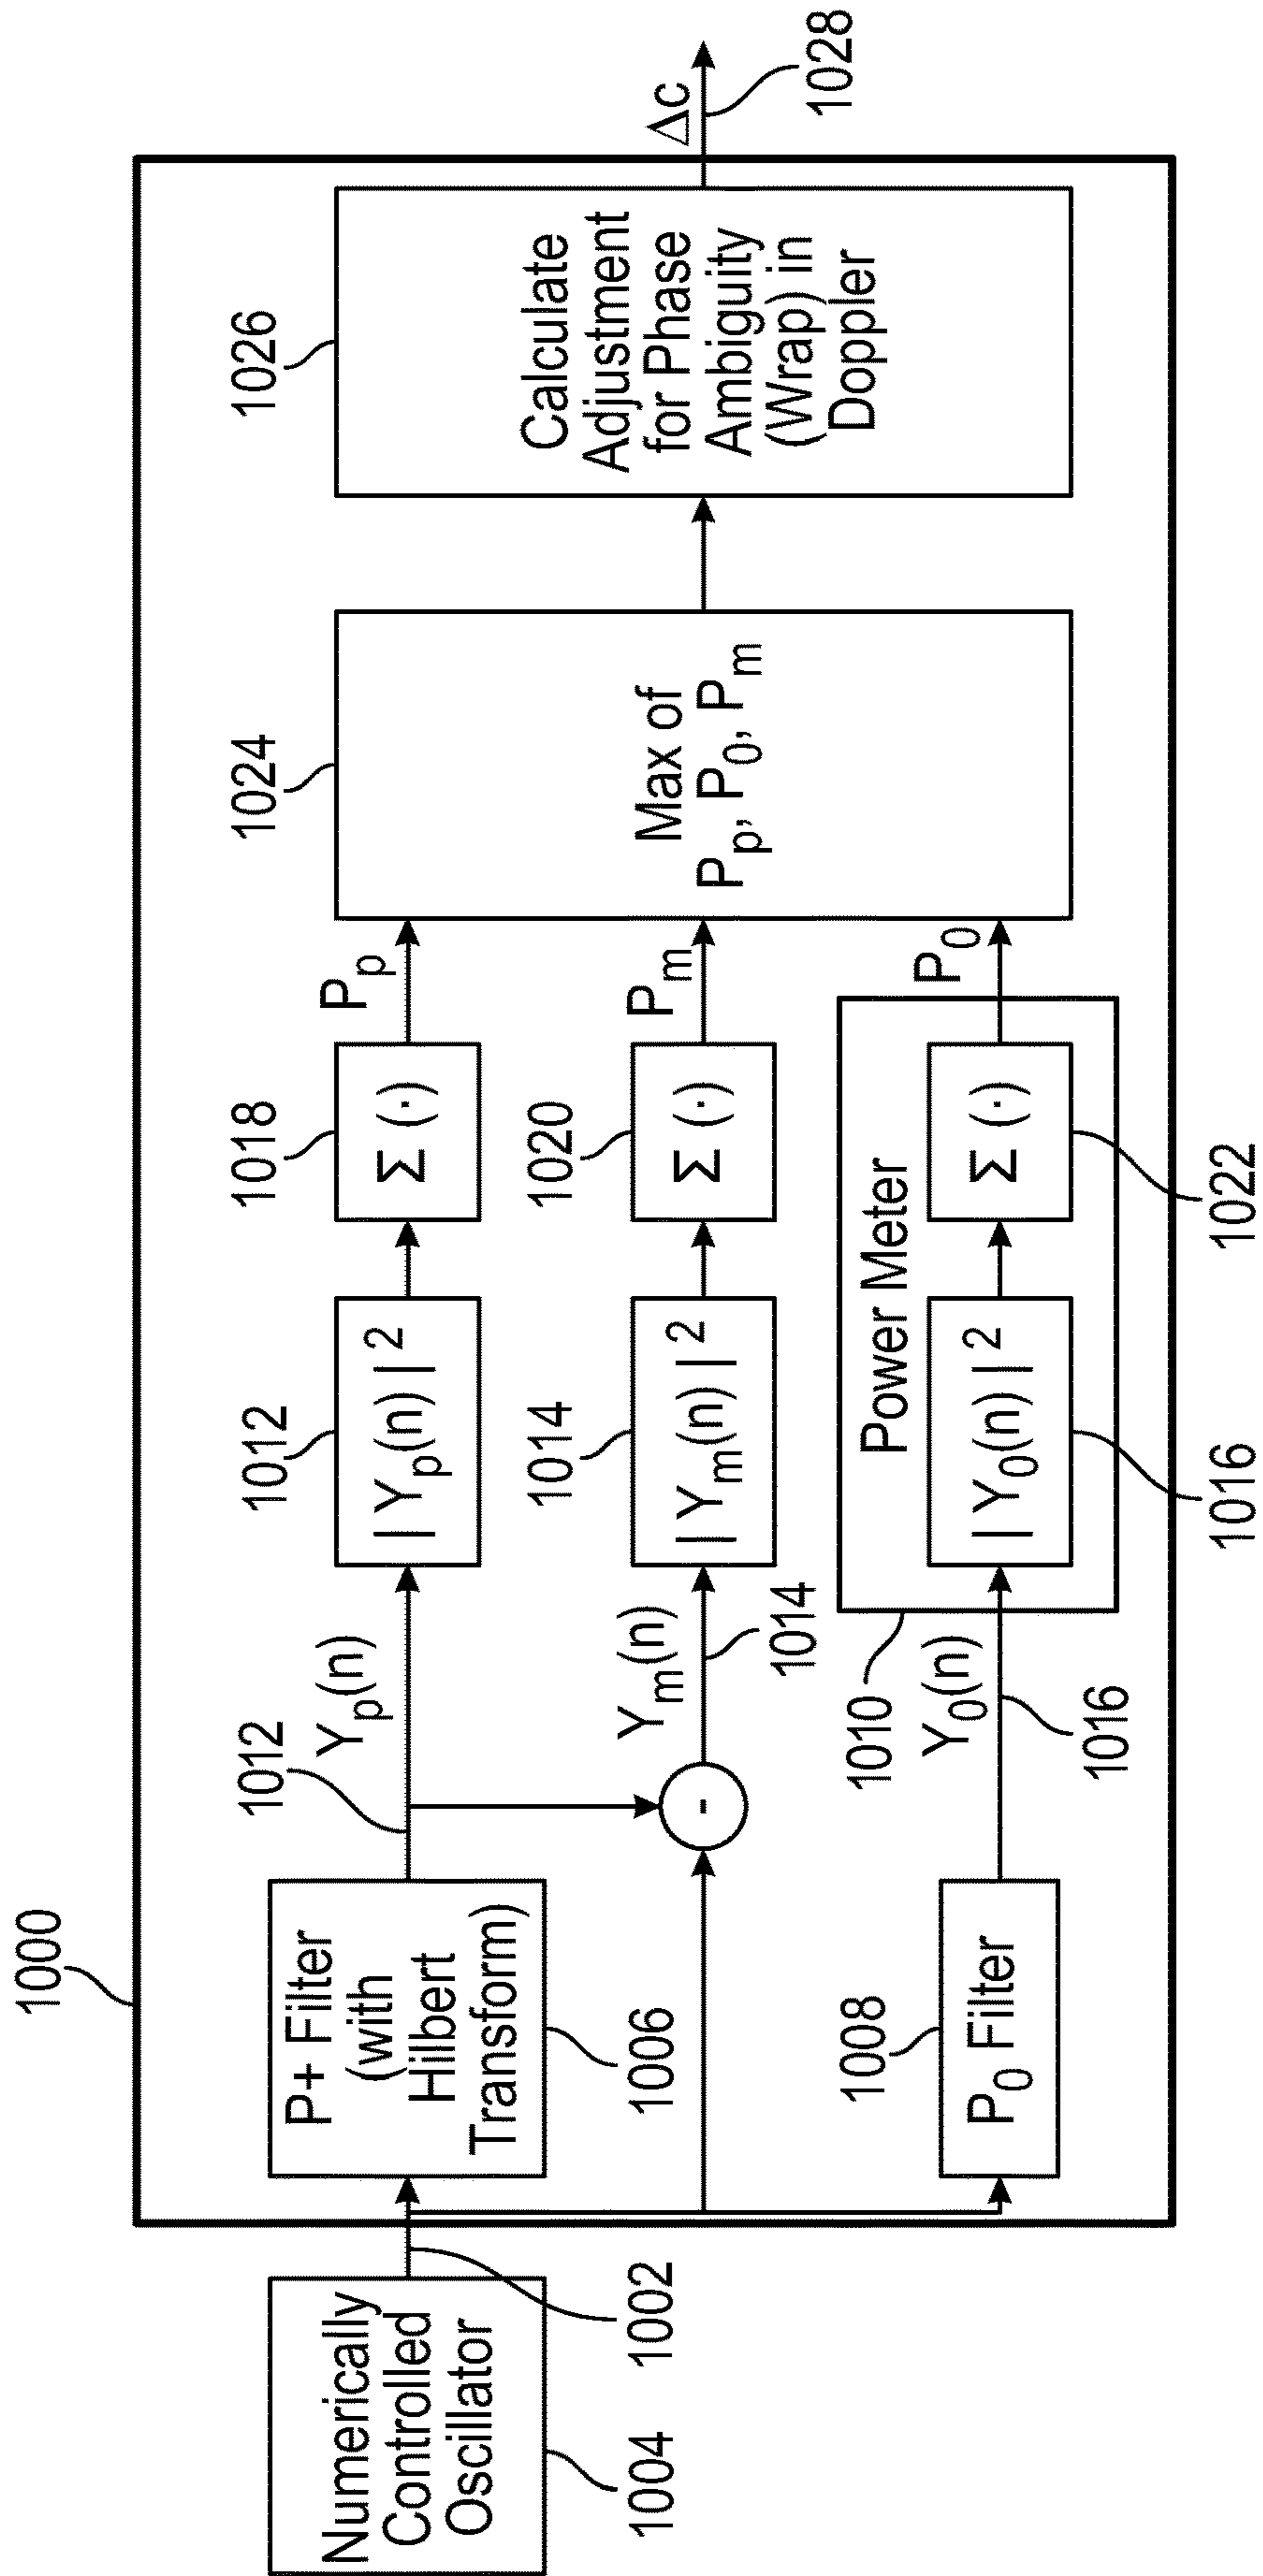 1000
Numerically
Controlled
Oscillator
1004
1002
P+ Filter
(with
Hilbert
Transform)
1006
1008
P0 Filter
1012
Yp(n)
Ym(n)
1014
1010
Y0(n)
1016
1012
| Yp(n) | 2
1014
| Ym(n) | 2
Power Meter
| Y0(n) | 2
1016
1018
Σ (·)
1020
Σ (·)
Σ (·)
1022
-
Pp
Pm
P0
1024
Max of
Pp, P0, Pm
1026
Calculate
Adjustment
for Phase
Ambiguity
(Wrap) in
Doppler
Δc
1028